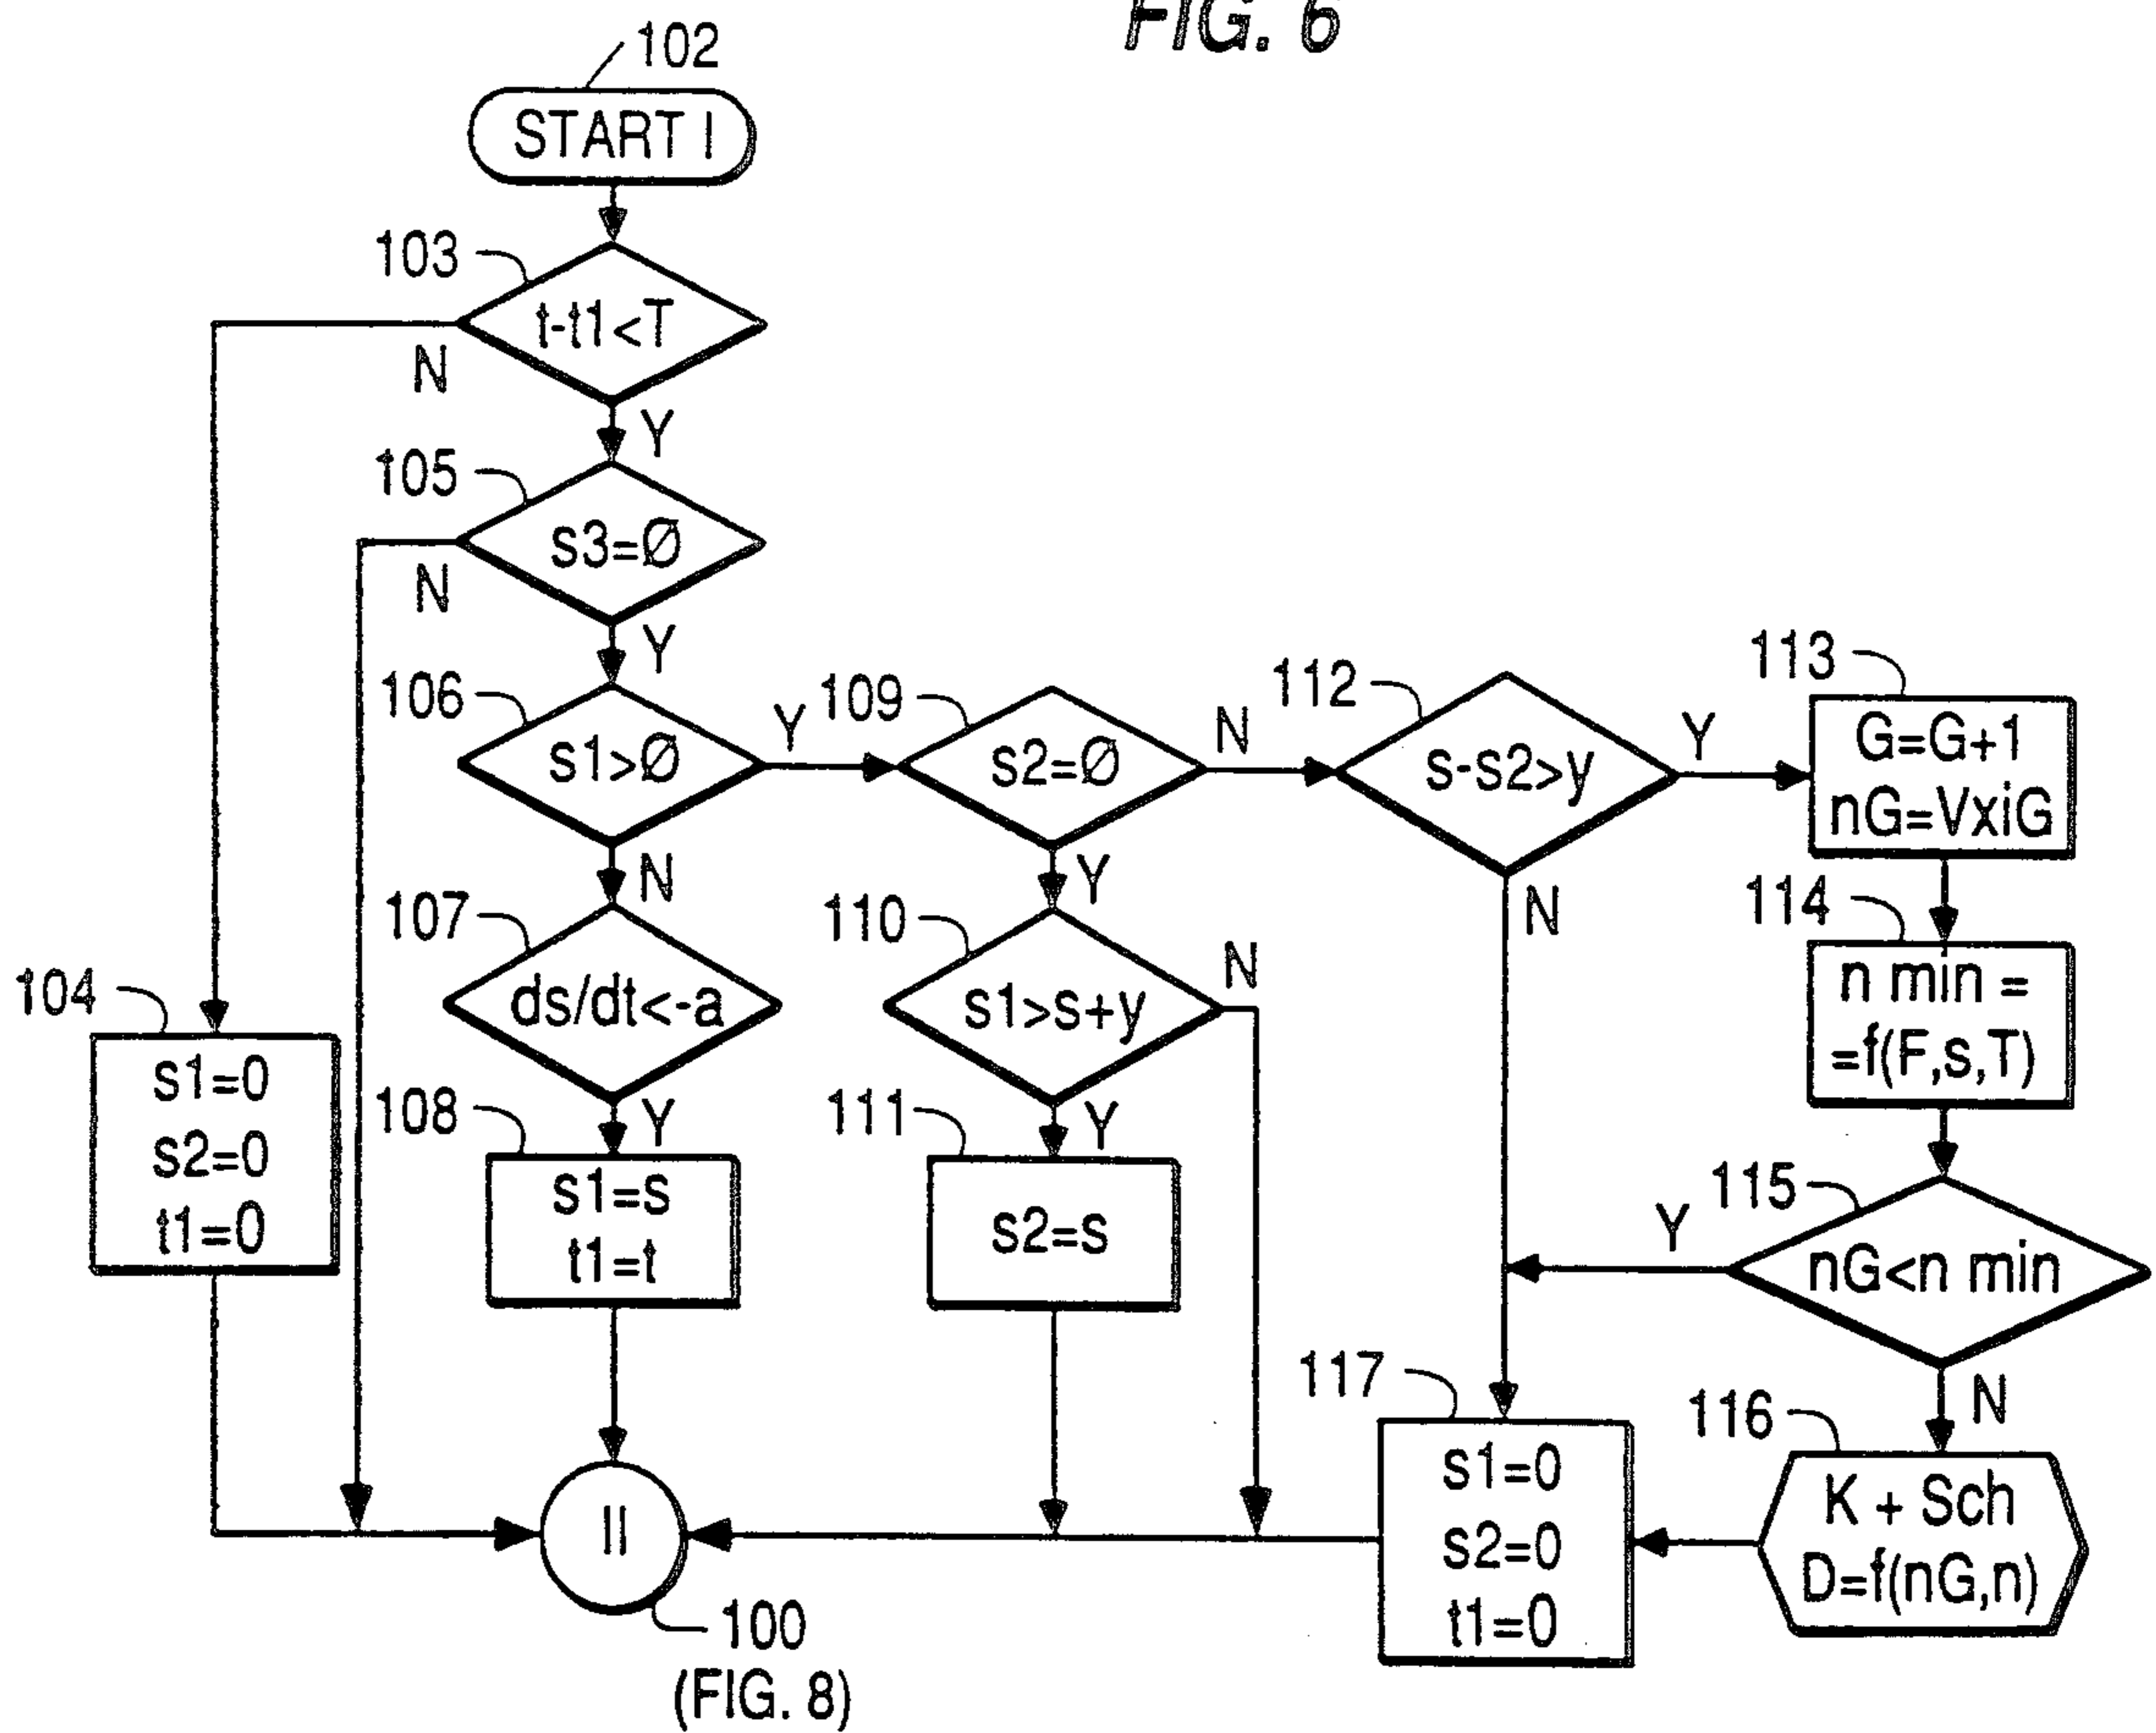 FIG. 6
102
START I
103
t-t1<T
N
Y
105
s3=Ø
N
Y
106
s1>Ø
Y
N
109
s2=Ø
N
Y
112
s-s2>y
Y
N
113
G=G+1
nG=VxiG
107
ds/dt<-a
Y
110
s1>s+y
N
Y
114
n min =
=f(F,s,T)
104
s1=0
s2=0
t1=0
108
s1=s
t1=t
111
s2=s
115
nG<n min
Y
N
117
s1=0
s2=0
t1=0
116
K + Sch
D=f(nG,n)
II
100
(FIG. 8)